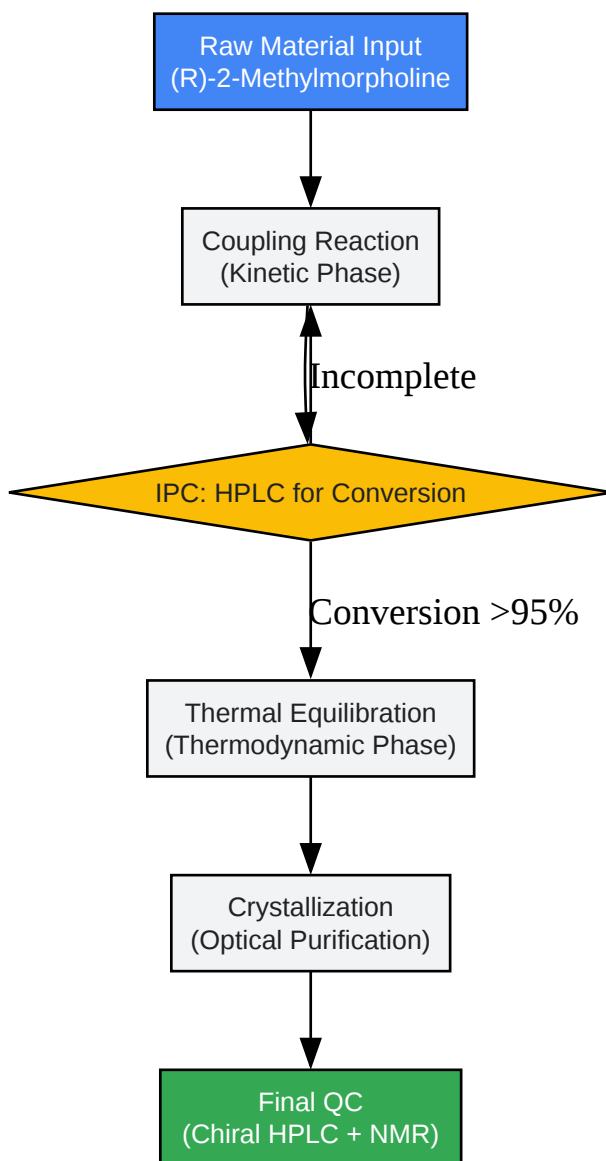 Raw Material Input
(R)-2-Methylmorpholine
Coupling Reaction
(Kinetic Phase)
Incomplete
IPC: HPLC for Conversion
Conversion >95%
Thermal Equilibration
(Thermodynamic Phase)
Crystallization
(Optical Purification)
Final QC
(Chiral HPLC + NMR)